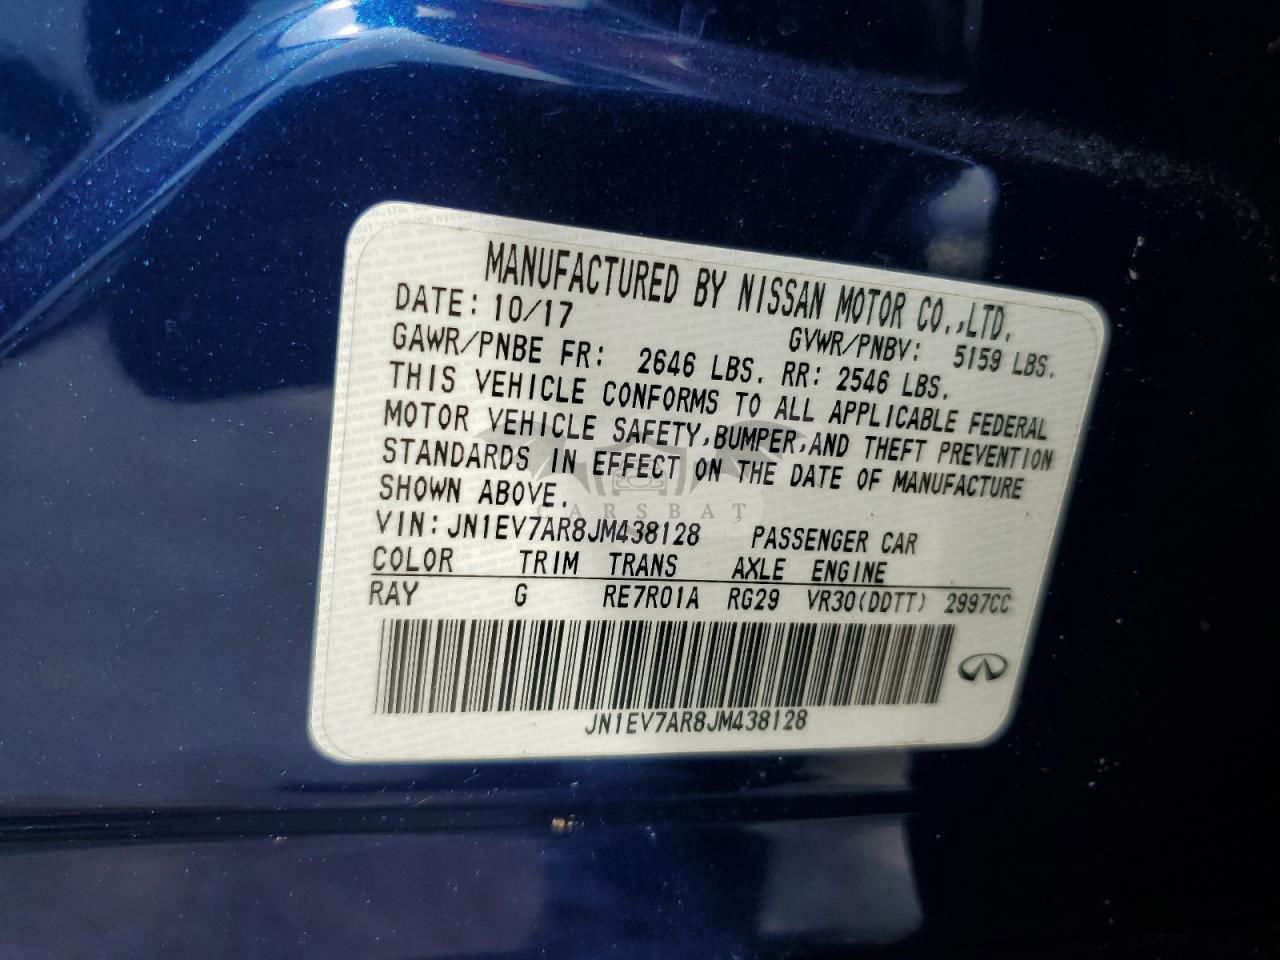 MANUFACTURED BY NISSAN MOTOR CO.,LTD.
DATE: 10/17 GVWR/PNBV: 5159 LBS.
GAWR/PNBE FR: 2646 LBS. RR: 2546 LBS.
THIS VEHICLE CONFORMS TO ALL APPLICABLE FEDERAL
MOTOR VEHICLE SAFETY,BUMPER,AND THEFT PREVENTION
STANDARDS IN EFFECT ON THE DATE OF MANUFACTURE
SHOWN ABOVE.
CARSBAT
VIN: JN1EV7AR8JM438128 PASSENGER CAR
COLOR TRIM TRANS AXLE ENGINE
RAY G RE7R01A RG29 VR30(DDTT) 2997CC
JN1EV7AR8JM438128